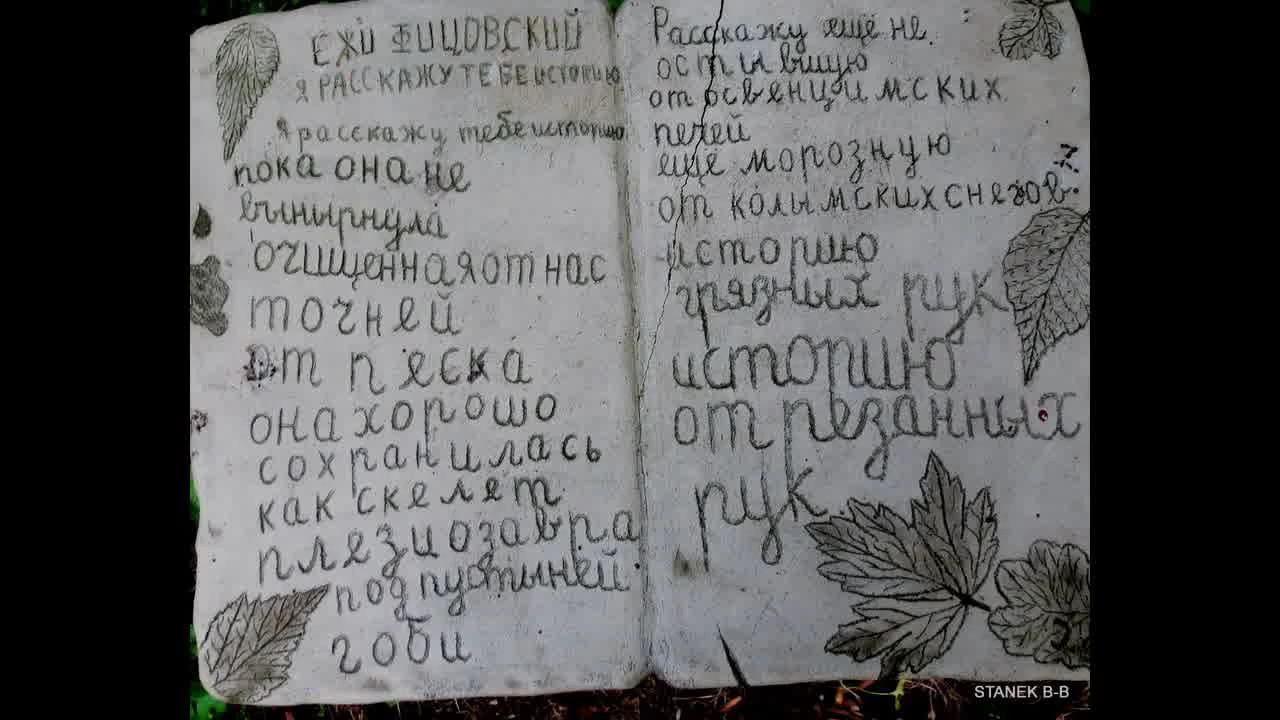 ЕЖИ ФИЦОВСКИЙ
Я РАССКАЖУ ТЕБЕ ИСТОРИЮ
Я расскажу тебе историю
пока она не
вынырнула
очищенная от нас
точней
от песка
она хорошо
сохранилась
как скелет
плезиозавра
под пустыней
гоби
Расскажу ещё не
остывшую
от освенцимских
печей
ещё морозную
от колымских снегов
историю
грязных рук
историю
отрезанных
рук
STANEK B-B